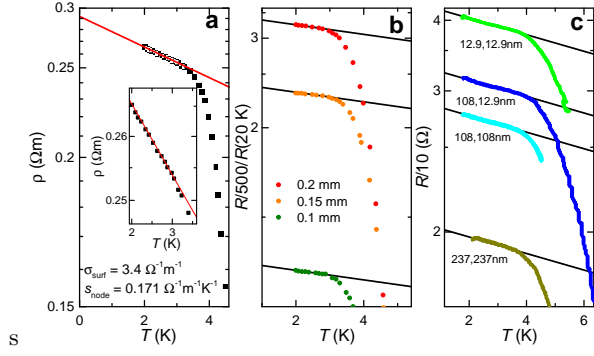 a
0.3
0.25
0.2
0.15
ρ (Ωm)
0.26
0.25
ρ (Ωm)
2
3
T (K)
σsurf = 3.4 Ω-1m-1
snode = 0.171 Ω-1m-1K-1
0
2
4
T (K)
b
3
2
R/500/R(20 K)
0.2 mm
0.15 mm
0.1 mm
2
4
T (K)
c
4
3
2
R/10 (Ω)
12.9,12.9nm
108,12.9nm
108,108nm
237,237nm
2
4
6
T (K)
s